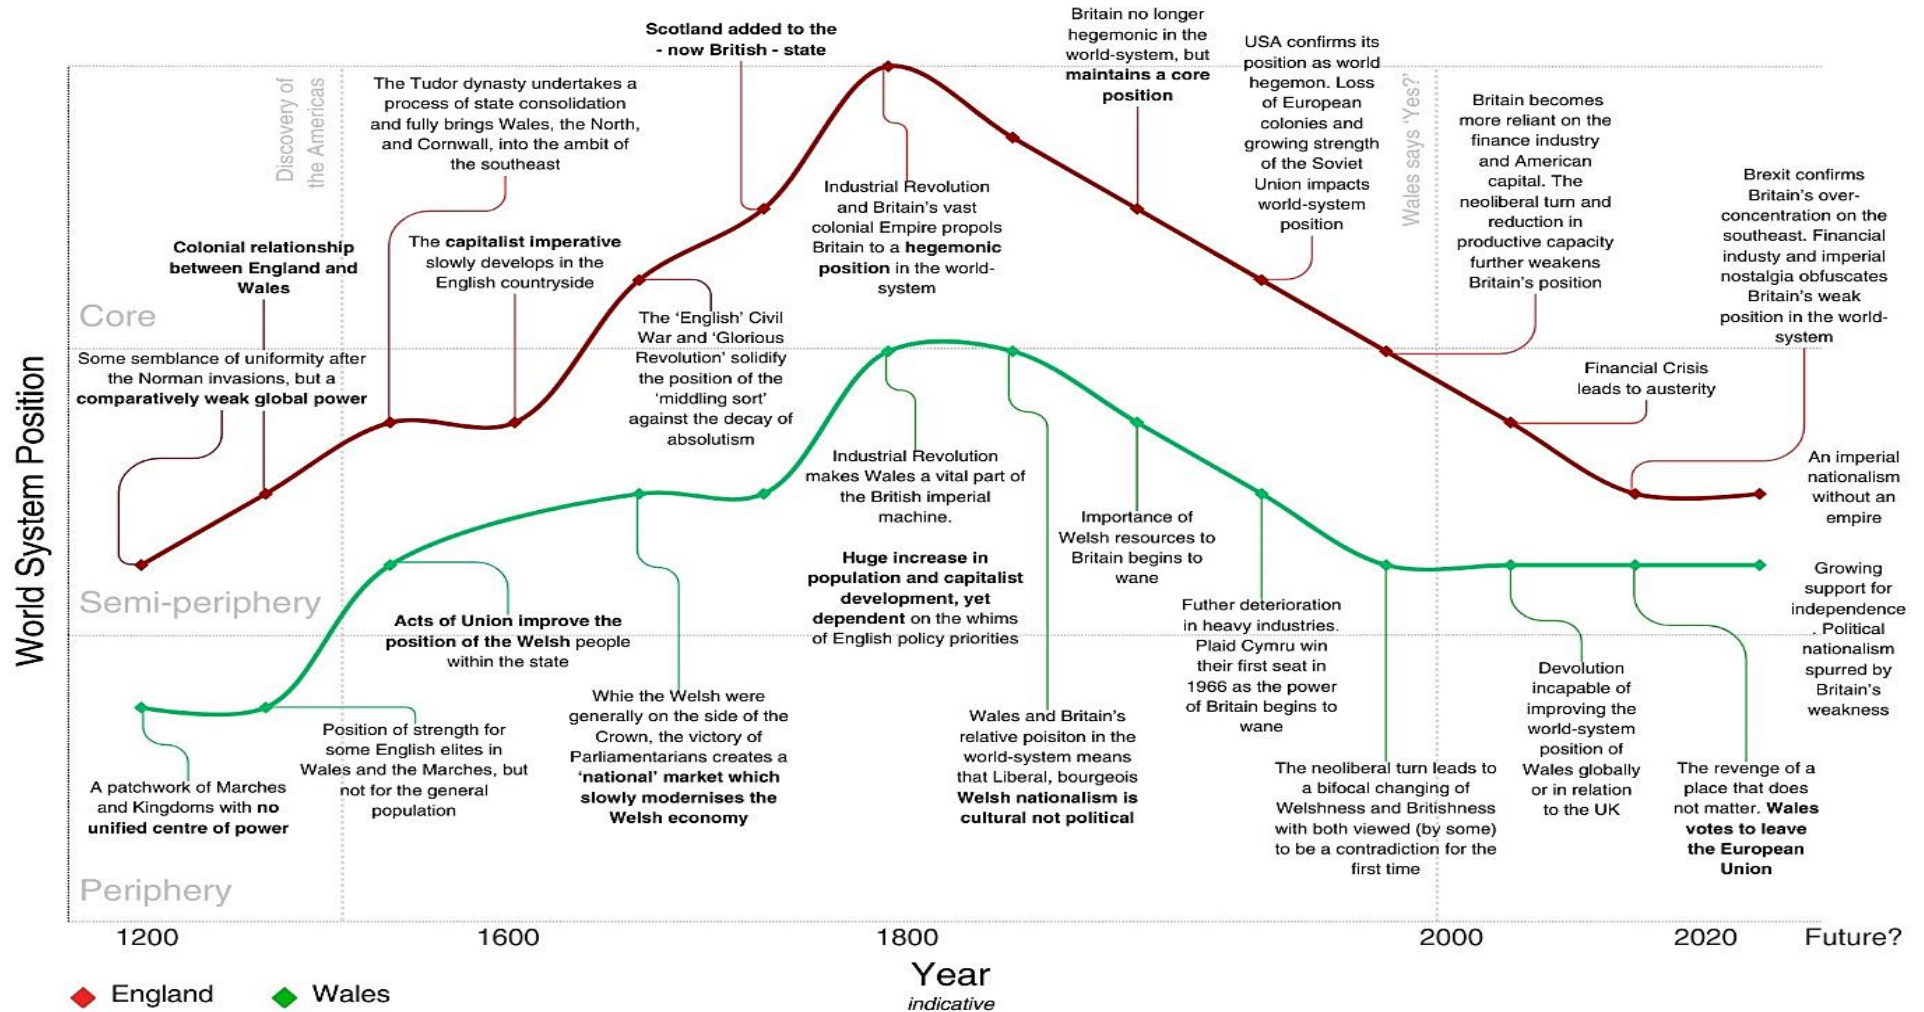 Scotland added to the
- now British - state
Britain no longer
hegemonic in the
world-system, but
maintains a core
position
USA confirms its
position as world
hegemon. Loss
of European
colonies and
growing strength
of the Soviet
Union impacts
world-system
position
Discovery of
the Americas
The Tudor dynasty undertakes a
process of state consolidation
and fully brings Wales, the North,
and Cornwall, into the ambit of
the southeast
Wales says 'Yes?'
Britain becomes
more reliant on the
finance industry
and American
capital. The
neoliberal turn and
reduction in
productive capacity
further weakens
Britain's position
Brexit confirms
Britain's over-
concentration on the
southeast. Financial
industy and imperial
nostalgia obfuscates
Britain's weak
position in the world-
system
Colonial relationship
between England and
Wales
The capitalist imperative
slowly develops in the
English countryside
Industrial Revolution
and Britain's vast
colonial Empire propols
Britain to a hegemonic
position in the world-
system
Core
Some semblance of uniformity after
the Norman invasions, but a
comparatively weak global power
The 'English' Civil
War and 'Glorious
Revolution' solidify
the position of the
'middling sort'
against the decay of
absolutism
Financial Crisis
leads to austerity
An imperial
nationalism
without an
empire
World System Position
Industrial Revolution
makes Wales a vital part of
the British imperial
machine.
Huge increase in
population and capitalist
development, yet
dependent on the whims
of English policy priorities
Importance of
Welsh resources to
Britain begins to
wane
Semi-periphery
Acts of Union improve the
position of the Welsh people
within the state
Futher deterioration
in heavy industries.
Plaid Cymru win
their first seat in
1966 as the power
of Britain begins to
wane
Growing
support for
independence
. Political
nationalism
spurred by
Britain's
weakness
A patchwork of Marches
and Kingdoms with no
unified centre of power
Position of strength for
some English elites in
Wales and the Marches, but
not for the general
population
Whie the Welsh were
generally on the side of the
Crown, the victory of
Parliamentarians creates a
'national' market which
slowly modernises the
Welsh economy
Wales and Britain's
relative poisiton in the
world-system means
that Liberal, bourgeois
Welsh nationalism is
cultural not political
The neoliberal turn leads to
a bifocal changing of
Welshness and Britishness
with both viewed (by some)
to be a contradiction for the
first time
Devolution
incapable of
improving the
world-system
position of
Wales globally
or in relation
to the UK
The revenge of a
place that does
not matter. Wales
votes to leave
the European
Union
Periphery
1200
1600
1800
2000
2020
Future?
Year
indicative
England
Wales